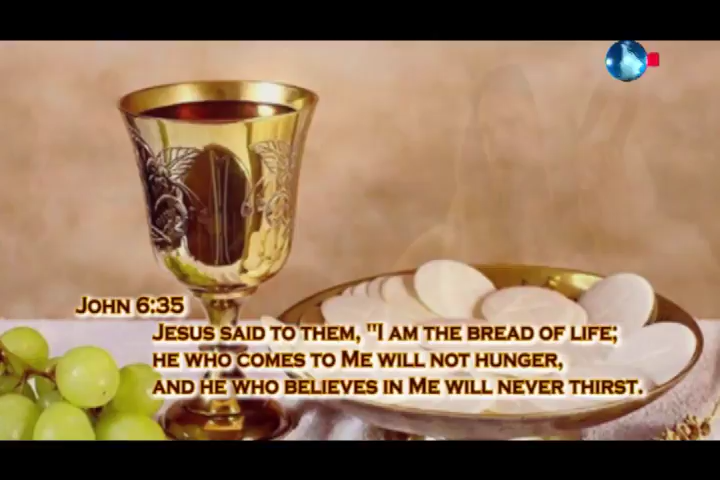 John 6:35
Jesus said to them, "I am the bread of life;
he who comes to Me will not hunger,
and he who believes in Me will never thirst.